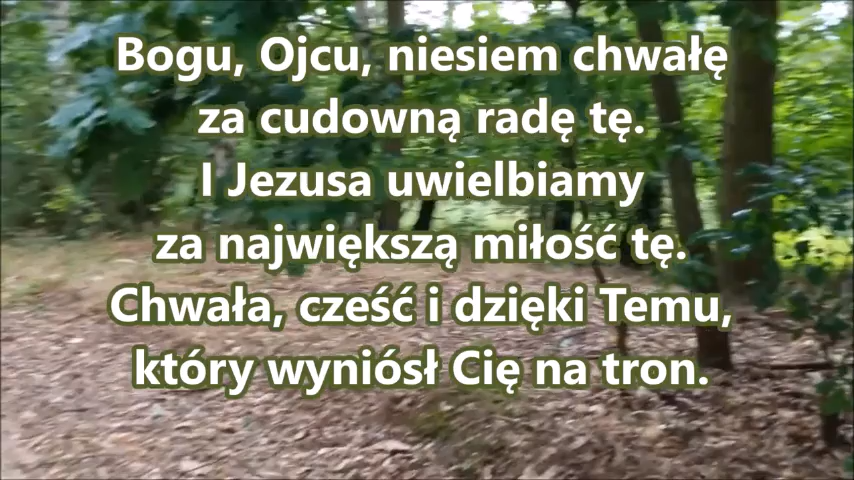 Bogu, Ojcu, niesiem chwałę
za cudowną radę tę.
I Jezusa uwielbiamy
za największą miłość tę.
Chwała, cześć i dzięki Temu,
który wyniósł Cię na tron.